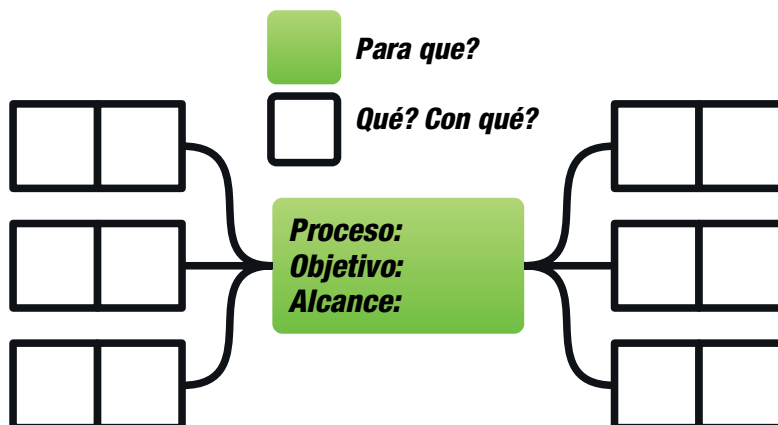 Para que?
Qué? Con qué?
Proceso:
Objetivo:
Alcance: